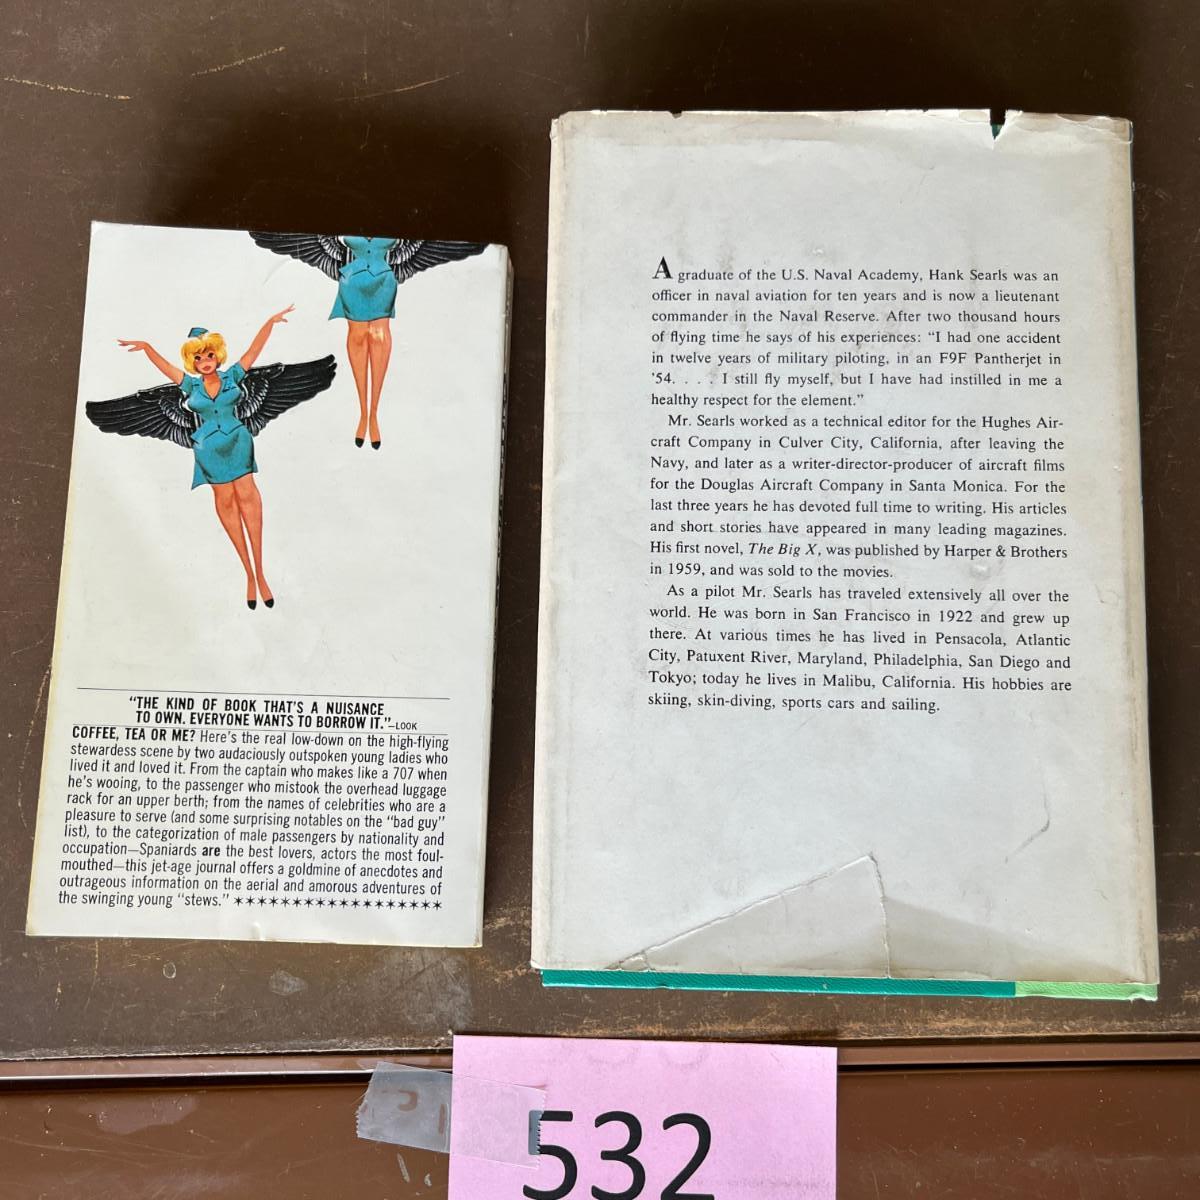 "THE KIND OF BOOK THAT'S A NUISANCE
TO OWN. EVERYONE WANTS TO BORROW IT."—LOOK
COFFEE, TEA OR ME? Here's the real low-down on the high-flying
stewardess scene by two audaciously outspoken young ladies who
lived it and loved it. From the captain who makes like a 707 when
he's wooing, to the passenger who mistook the overhead luggage
rack for an upper berth; from the names of celebrities who are a
pleasure to serve (and some surprising notables on the "bad guy"
list), to the categorization of male passengers by nationality and
occupation—Spaniards are the best lovers, actors the most foul-
mouthed—this jet-age journal offers a goldmine of anecdotes and
outrageous information on the aerial and amorous adventures of
the swinging young "stews." ✶✶✶✶✶✶✶✶✶✶✶✶✶✶✶✶✶✶
A graduate of the U.S. Naval Academy, Hank Searls was an
officer in naval aviation for ten years and is now a lieutenant
commander in the Naval Reserve. After two thousand hours
of flying time he says of his experiences: "I had one accident
in twelve years of military piloting, in an F9F Pantherjet in
'54. . . . I still fly myself, but I have had instilled in me a
healthy respect for the element."
Mr. Searls worked as a technical editor for the Hughes Air-
craft Company in Culver City, California, after leaving the
Navy, and later as a writer-director-producer of aircraft films
for the Douglas Aircraft Company in Santa Monica. For the
last three years he has devoted full time to writing. His articles
and short stories have appeared in many leading magazines.
His first novel, The Big X, was published by Harper & Brothers
in 1959, and was sold to the movies.
As a pilot Mr. Searls has traveled extensively all over the
world. He was born in San Francisco in 1922 and grew up
there. At various times he has lived in Pensacola, Atlantic
City, Patuxent River, Maryland, Philadelphia, San Diego and
Tokyo; today he lives in Malibu, California. His hobbies are
skiing, skin-diving, sports cars and sailing.
532